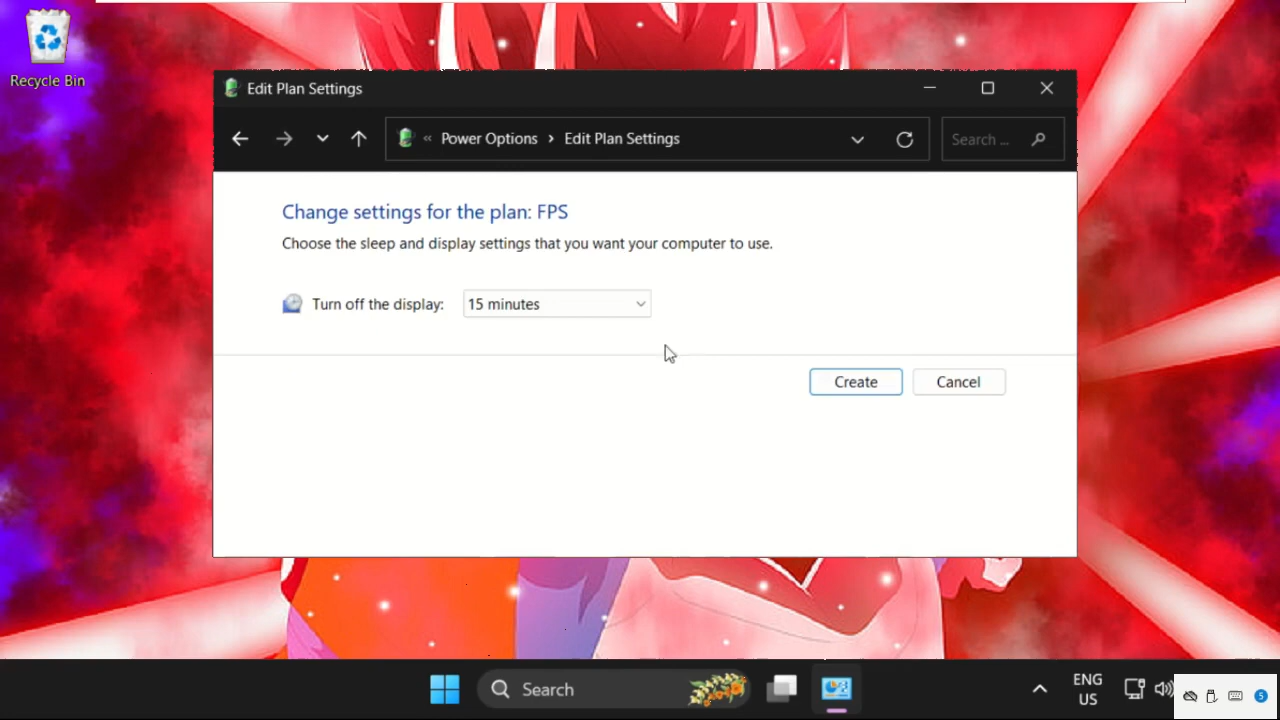 Recycle Bin
Edit Plan Settings
« Power Options › Edit Plan Settings
Search ...
Change settings for the plan: FPS
Choose the sleep and display settings that you want your computer to use.
Turn off the display: 15 minutes
Create Cancel
Search
ENG
US
5